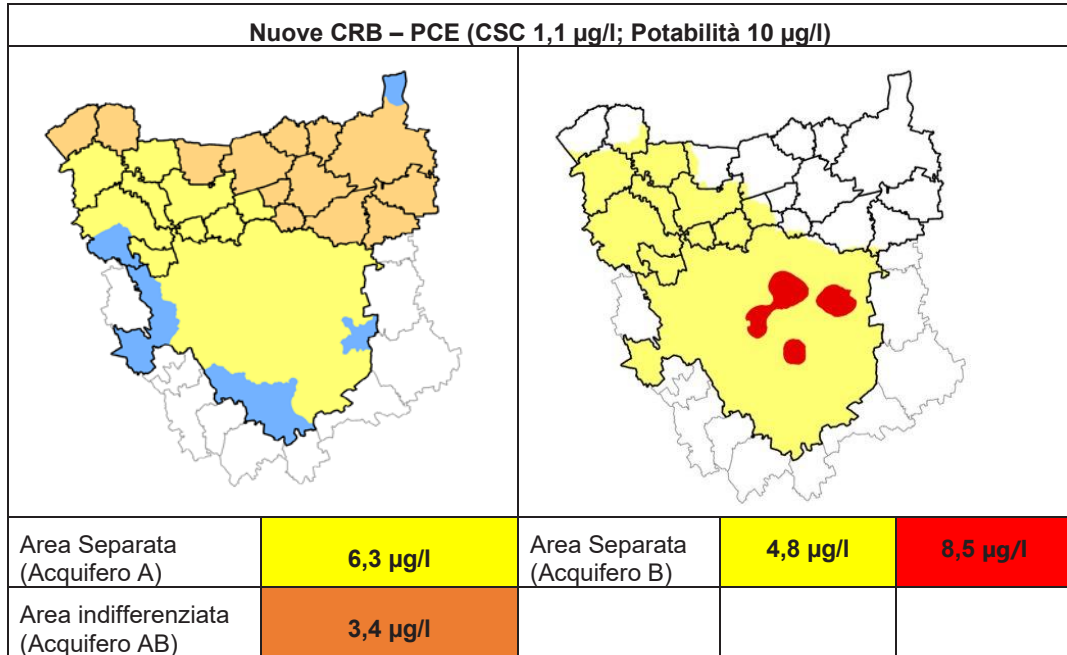 Nuove CRB – PCE (CSC 1,1 µg/l; Potabilità 10 µg/l)
Area Separata
(Acquifero A)
6,3 µg/l
Area Separata
(Acquifero B)
4,8 µg/l
8,5 µg/l
Area indifferenziata
(Acquifero AB)
3,4 µg/l